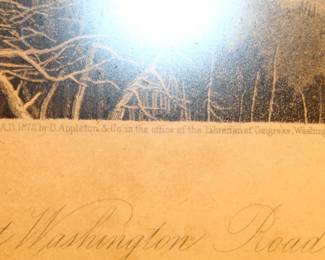 A.D. 1872, by D. Appleton & Co. in the office of the Librarian of Congress, Washing
t Washington Road